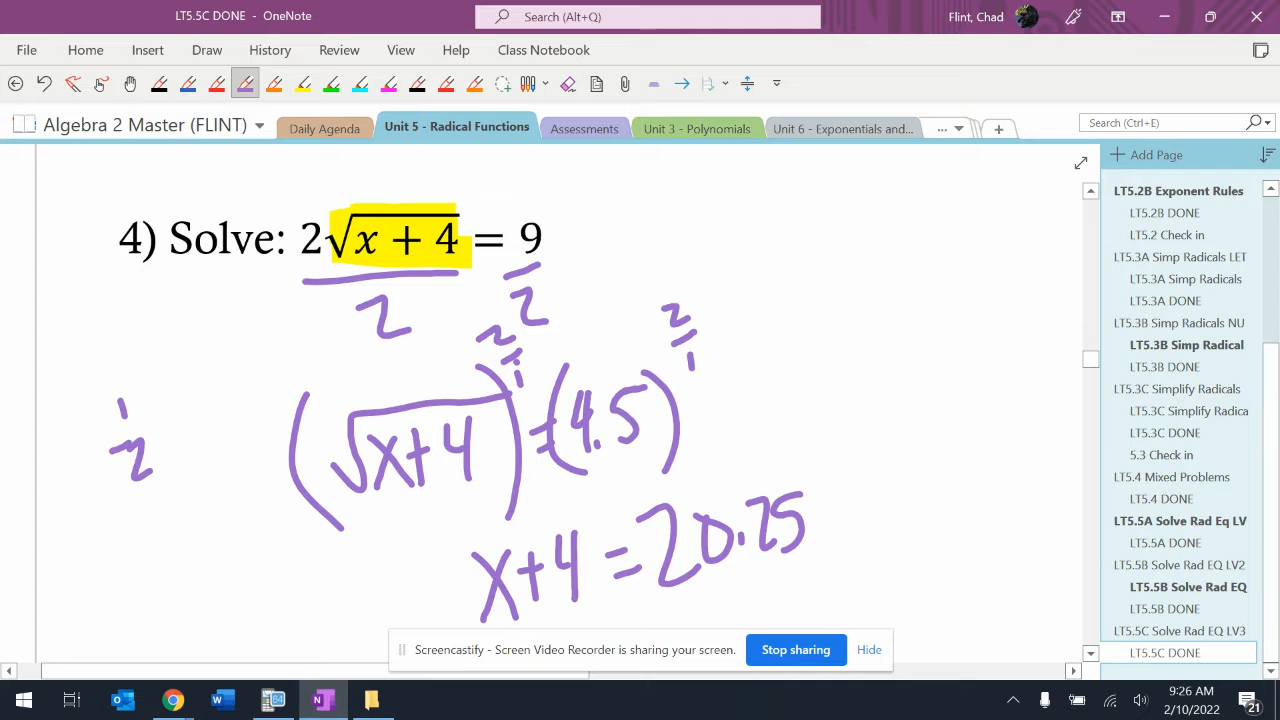 LT5.5C DONE - OneNote
Search (Alt+Q)
Flint, Chad
File Home Insert Draw History Review View Help Class Notebook
Algebra 2 Master (FLINT)
Daily Agenda
Unit 5 - Radical Functions
Assessments
Unit 3 - Polynomials
Unit 6 - Exponentials and...
...
Search (Ctrl+E)
Add Page
LT5.2B Exponent Rules
LT5.2B DONE
LT5.2 Check in
LT5.3A Simp Radicals LET
LT5.3A Simp Radicals
LT5.3A DONE
LT5.3B Simp Radicals NU
LT5.3B Simp Radical
LT5.3B DONE
LT5.3C Simplify Radicals
LT5.3C Simplify Radica
LT5.3C DONE
5.3 Check in
LT5.4 Mixed Problems
LT5.4 DONE
LT5.5A Solve Rad Eq LV
LT5.5A DONE
LT5.5B Solve Rad EQ LV2
LT5.5B Solve Rad EQ
LT5.5B DONE
LT5.5C Solve Rad EQ LV3
LT5.5C DONE
4) Solve: 2√x + 4 = 9
2 2
2/1 2/1
1/2 (√x+4) = (4.5)
x+4 = 20.25
Screencastify - Screen Video Recorder is sharing your screen.
Stop sharing
Hide
9:26 AM
2/10/2022
21